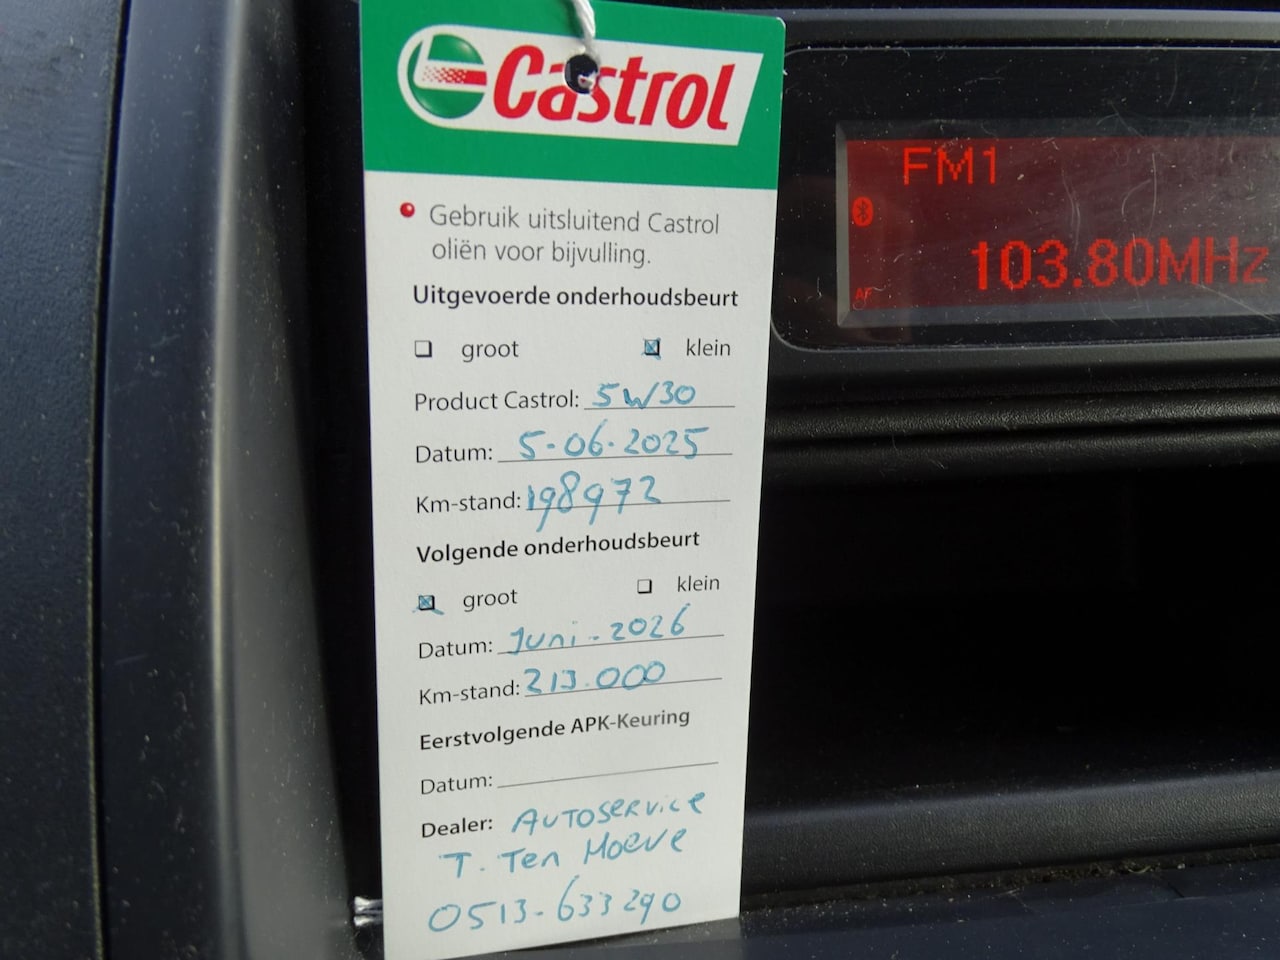 Castrol
Gebruik uitsluitend Castrol
oliën voor bijvulling.
Uitgevoerde onderhoudsbeurt
groot klein
Product Castrol: 5W30
Datum: 5-06-2025
Km-stand: 198972
Volgende onderhoudsbeurt
groot klein
Datum: Juni-2026
Km-stand: 213.000
Eerstvolgende APK-Keuring
Datum:
Dealer: AUTOSERVICE
T. Ten Hoeve
0513-633290
FM1
103.80MHz
AF